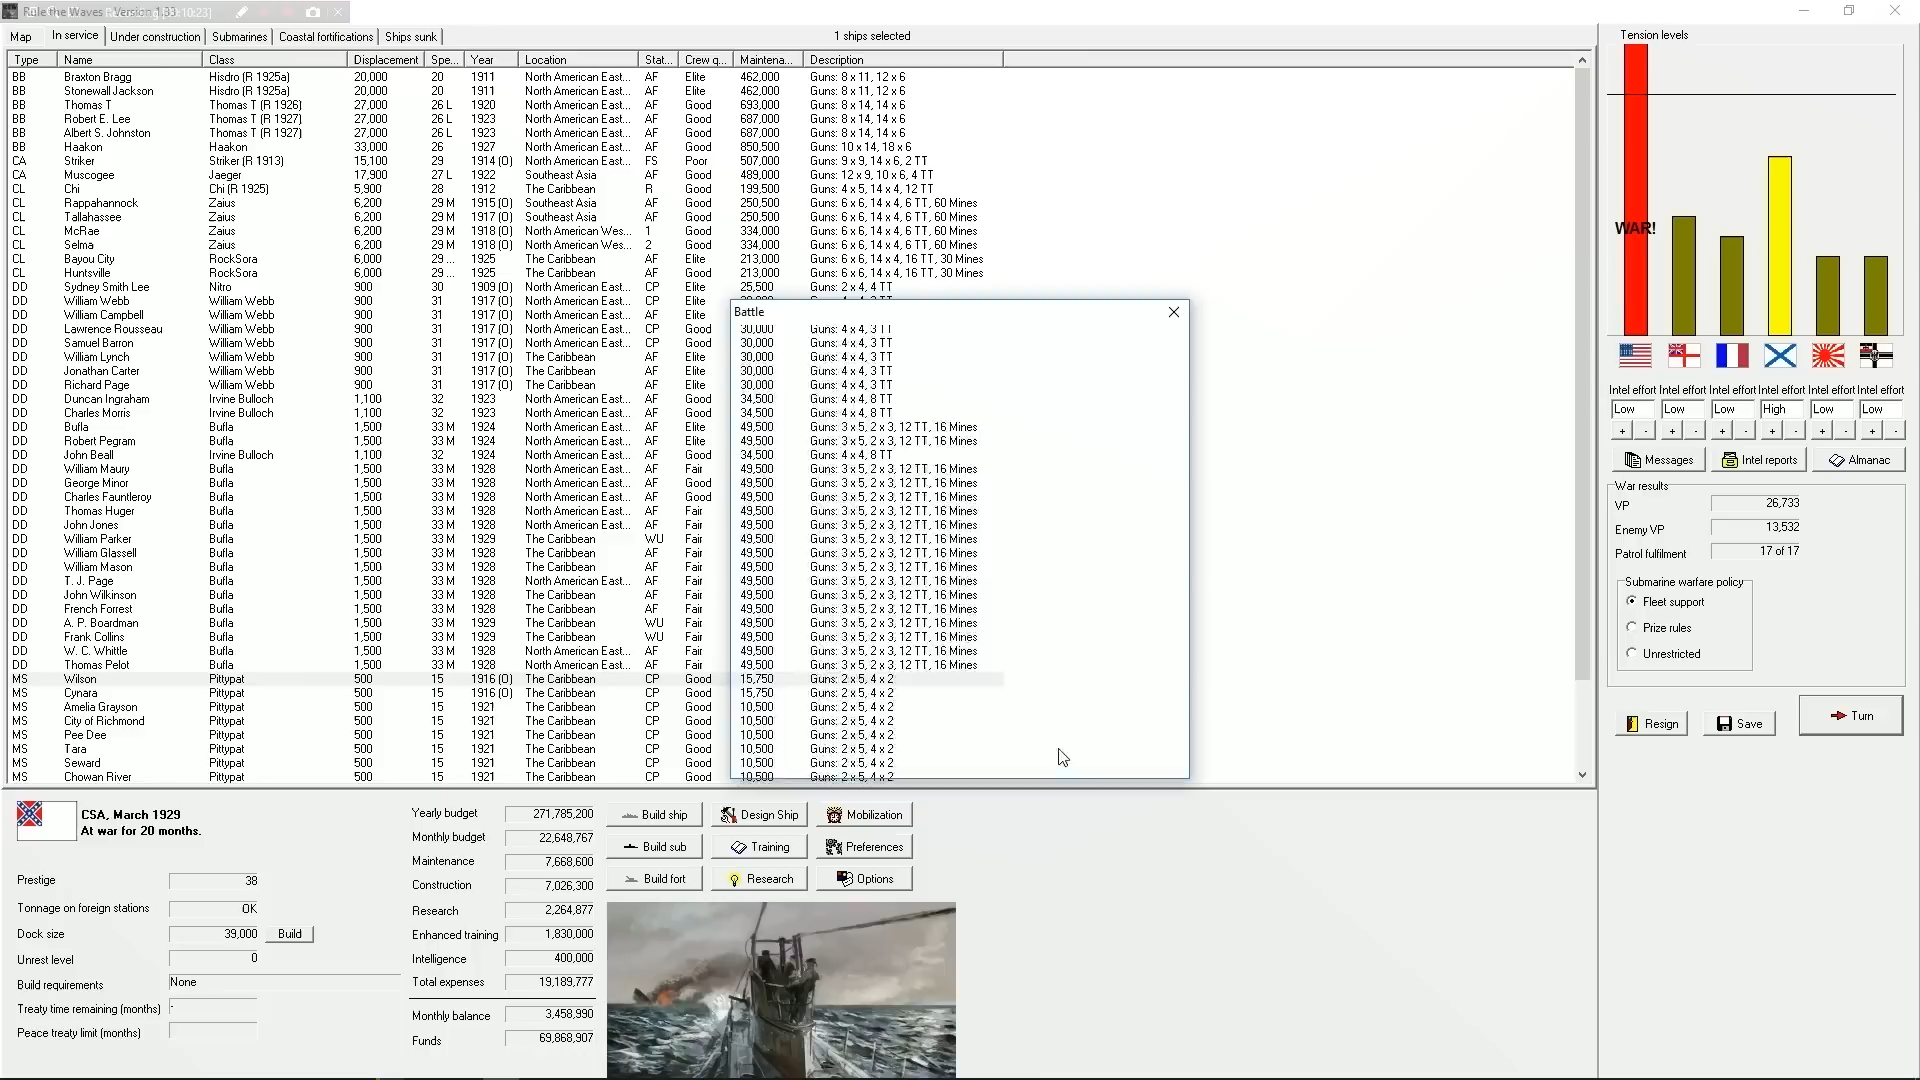 Rule the Waves - Version 1.33
Map In service Under construction Submarines Coastal fortifications Ships sunk 1 ships selected Tension levels
Type Name Class Displacement Spe... Year Location Stat... Crew q... Maintena... Description
BB Braxton Bragg Hisdro (R 1925a) 20,000 20 1911 North American East... AF Elite 462,000 Guns: 8 x 11, 12 x 6
BB Stonewall Jackson Hisdro (R 1925a) 20,000 20 1911 North American East... AF Elite 462,000 Guns: 8 x 11, 12 x 6
BB Thomas T Thomas T (R 1926) 27,000 26 L 1920 North American East... AF Good 693,000 Guns: 8 x 14, 14 x 6
BB Robert E. Lee Thomas T (R 1927) 27,000 26 L 1923 North American East... AF Good 687,000 Guns: 8 x 14, 14 x 6
BB Albert S. Johnston Thomas T (R 1927) 27,000 26 L 1923 North American East... AF Good 687,000 Guns: 8 x 14, 14 x 6
BB Haakon Haakon 33,000 26 1927 North American East... AF Good 850,500 Guns: 10 x 14, 18 x 6
CA Striker Striker (R 1913) 15,100 29 1914 (O) North American East... FS Poor 507,000 Guns: 9 x 9, 14 x 6, 2 TT
CA Muscogee Jaeger 17,900 27 L 1922 Southeast Asia AF Good 489,000 Guns: 12 x 9, 10 x 6, 4 TT
CL Chi Chi (R 1925) 5,900 28 1912 The Caribbean R Good 199,500 Guns: 4 x 5, 14 x 4, 12 TT
CL Rappahannock Zaius 6,200 29 M 1915 (O) Southeast Asia AF Good 250,500 Guns: 6 x 6, 14 x 4, 6 TT, 60 Mines
CL Tallahassee Zaius 6,200 29 M 1917 (O) Southeast Asia AF Good 250,500 Guns: 6 x 6, 14 x 4, 6 TT, 60 Mines
CL McRae Zaius 6,200 29 M 1918 (O) North American Wes... 1 Good 334,000 Guns: 6 x 6, 14 x 4, 6 TT, 60 Mines
CL Selma Zaius 6,200 29 M 1918 (O) North American Wes... 2 Good 334,000 Guns: 6 x 6, 14 x 4, 6 TT, 60 Mines
CL Bayou City RockSora 6,000 29 ... 1925 The Caribbean AF Elite 213,000 Guns: 6 x 6, 14 x 4, 16 TT, 30 Mines
CL Huntsville RockSora 6,000 29 ... 1925 The Caribbean AF Good 213,000 Guns: 6 x 6, 14 x 4, 16 TT, 30 Mines
DD Sydney Smith Lee Nitro 900 30 1909 (O) North American East... CP Elite 25,500 Guns: 2 x 4, 4 TT
DD William Webb William Webb 900 31 1917 (O) North American East... CP Elite
DD William Campbell William Webb 900 31 1917 (O) North American East... AF Elite
Battle
DD Lawrence Rousseau William Webb 900 31 1917 (O) North American East... CP Good 30,000 Guns: 4 x 4, 3 TT
DD Samuel Barron William Webb 900 31 1917 (O) North American East... CP Good 30,000 Guns: 4 x 4, 3 TT
DD William Lynch William Webb 900 31 1917 (O) The Caribbean AF Elite 30,000 Guns: 4 x 4, 3 TT
DD Jonathan Carter William Webb 900 31 1917 (O) The Caribbean AF Elite 30,000 Guns: 4 x 4, 3 TT
DD Richard Page William Webb 900 31 1917 (O) The Caribbean AF Elite 30,000 Guns: 4 x 4, 3 TT
DD Duncan Ingraham Irvine Bulloch 1,100 32 1923 North American East... AF Good 34,500 Guns: 4 x 4, 8 TT
DD Charles Morris Irvine Bulloch 1,100 32 1923 North American East... AF Good 34,500 Guns: 4 x 4, 8 TT
DD Bufla Bufla 1,500 33 M 1924 North American East... AF Elite 49,500 Guns: 3 x 5, 2 x 3, 12 TT, 16 Mines
DD Robert Pegram Bufla 1,500 33 M 1924 North American East... AF Elite 49,500 Guns: 3 x 5, 2 x 3, 12 TT, 16 Mines
DD John Beall Irvine Bulloch 1,100 32 1924 North American East... AF Good 34,500 Guns: 4 x 4, 8 TT
DD William Maury Bufla 1,500 33 M 1928 North American East... AF Fair 49,500 Guns: 3 x 5, 2 x 3, 12 TT, 16 Mines
DD George Minor Bufla 1,500 33 M 1928 North American East... AF Good 49,500 Guns: 3 x 5, 2 x 3, 12 TT, 16 Mines
DD Charles Fauntleroy Bufla 1,500 33 M 1928 North American East... AF Good 49,500 Guns: 3 x 5, 2 x 3, 12 TT, 16 Mines
DD Thomas Huger Bufla 1,500 33 M 1928 North American East... AF Fair 49,500 Guns: 3 x 5, 2 x 3, 12 TT, 16 Mines
DD John Jones Bufla 1,500 33 M 1928 North American East... AF Fair 49,500 Guns: 3 x 5, 2 x 3, 12 TT, 16 Mines
DD William Parker Bufla 1,500 33 M 1929 The Caribbean WU Fair 49,500 Guns: 3 x 5, 2 x 3, 12 TT, 16 Mines
DD William Glassell Bufla 1,500 33 M 1928 The Caribbean AF Fair 49,500 Guns: 3 x 5, 2 x 3, 12 TT, 16 Mines
DD William Mason Bufla 1,500 33 M 1928 The Caribbean AF Fair 49,500 Guns: 3 x 5, 2 x 3, 12 TT, 16 Mines
DD T. J. Page Bufla 1,500 33 M 1928 North American East... AF Fair 49,500 Guns: 3 x 5, 2 x 3, 12 TT, 16 Mines
DD John Wilkinson Bufla 1,500 33 M 1928 The Caribbean AF Fair 49,500 Guns: 3 x 5, 2 x 3, 12 TT, 16 Mines
DD French Forrest Bufla 1,500 33 M 1928 The Caribbean AF Fair 49,500 Guns: 3 x 5, 2 x 3, 12 TT, 16 Mines
DD A. P. Boardman Bufla 1,500 33 M 1929 The Caribbean WU Fair 49,500 Guns: 3 x 5, 2 x 3, 12 TT, 16 Mines
DD Frank Collins Bufla 1,500 33 M 1929 The Caribbean WU Fair 49,500 Guns: 3 x 5, 2 x 3, 12 TT, 16 Mines
DD W. C. Whittle Bufla 1,500 33 M 1928 North American East... AF Fair 49,500 Guns: 3 x 5, 2 x 3, 12 TT, 16 Mines
DD Thomas Pelot Bufla 1,500 33 M 1928 North American East... AF Fair 49,500 Guns: 3 x 5, 2 x 3, 12 TT, 16 Mines
MS Wilson Pittypat 500 15 1916 (O) The Caribbean CP Good 15,750 Guns: 2 x 5, 4 x 2
MS Cynara Pittypat 500 15 1916 (O) The Caribbean CP Good 15,750 Guns: 2 x 5, 4 x 2
MS Amelia Grayson Pittypat 500 15 1921 The Caribbean CP Good 10,500 Guns: 2 x 5, 4 x 2
MS City of Richmond Pittypat 500 15 1921 The Caribbean CP Good 10,500 Guns: 2 x 5, 4 x 2
MS Pee Dee Pittypat 500 15 1921 The Caribbean CP Good 10,500 Guns: 2 x 5, 4 x 2
MS Tara Pittypat 500 15 1921 The Caribbean CP Good 10,500 Guns: 2 x 5, 4 x 2
MS Seward Pittypat 500 15 1921 The Caribbean CP Good 10,500 Guns: 2 x 5, 4 x 2
MS Chowan River Pittypat 500 15 1921 The Caribbean CP Good 10,500 Guns: 2 x 5, 4 x 2
WAR!
Intel effort Intel effort Intel effort Intel effort Intel effort Intel effort
Low Low Low High Low Low
+ - + - + - + - + - + -
Messages Intel reports Almanac
War results
VP 26,733
Enemy VP 13,532
Patrol fulfilment 17 of 17
Submarine warfare policy
Fleet support
Prize rules
Unrestricted
Resign Save Turn
CSA, March 1929
At war for 20 months.
Prestige 38
Tonnage on foreign stations OK
Dock size 39,000 Build
Unrest level 0
Build requirements None
Treaty time remaining (months) -
Peace treaty limit (months)
Yearly budget 271,785,200
Monthly budget 22,648,767
Maintenance 7,668,600
Construction 7,026,300
Research 2,264,877
Enhanced training 1,830,000
Intelligence 400,000
Total expenses 19,189,777
Monthly balance 3,458,990
Funds 69,868,907
Build ship Design Ship Mobilization
Build sub Training Preferences
Build fort Research Options